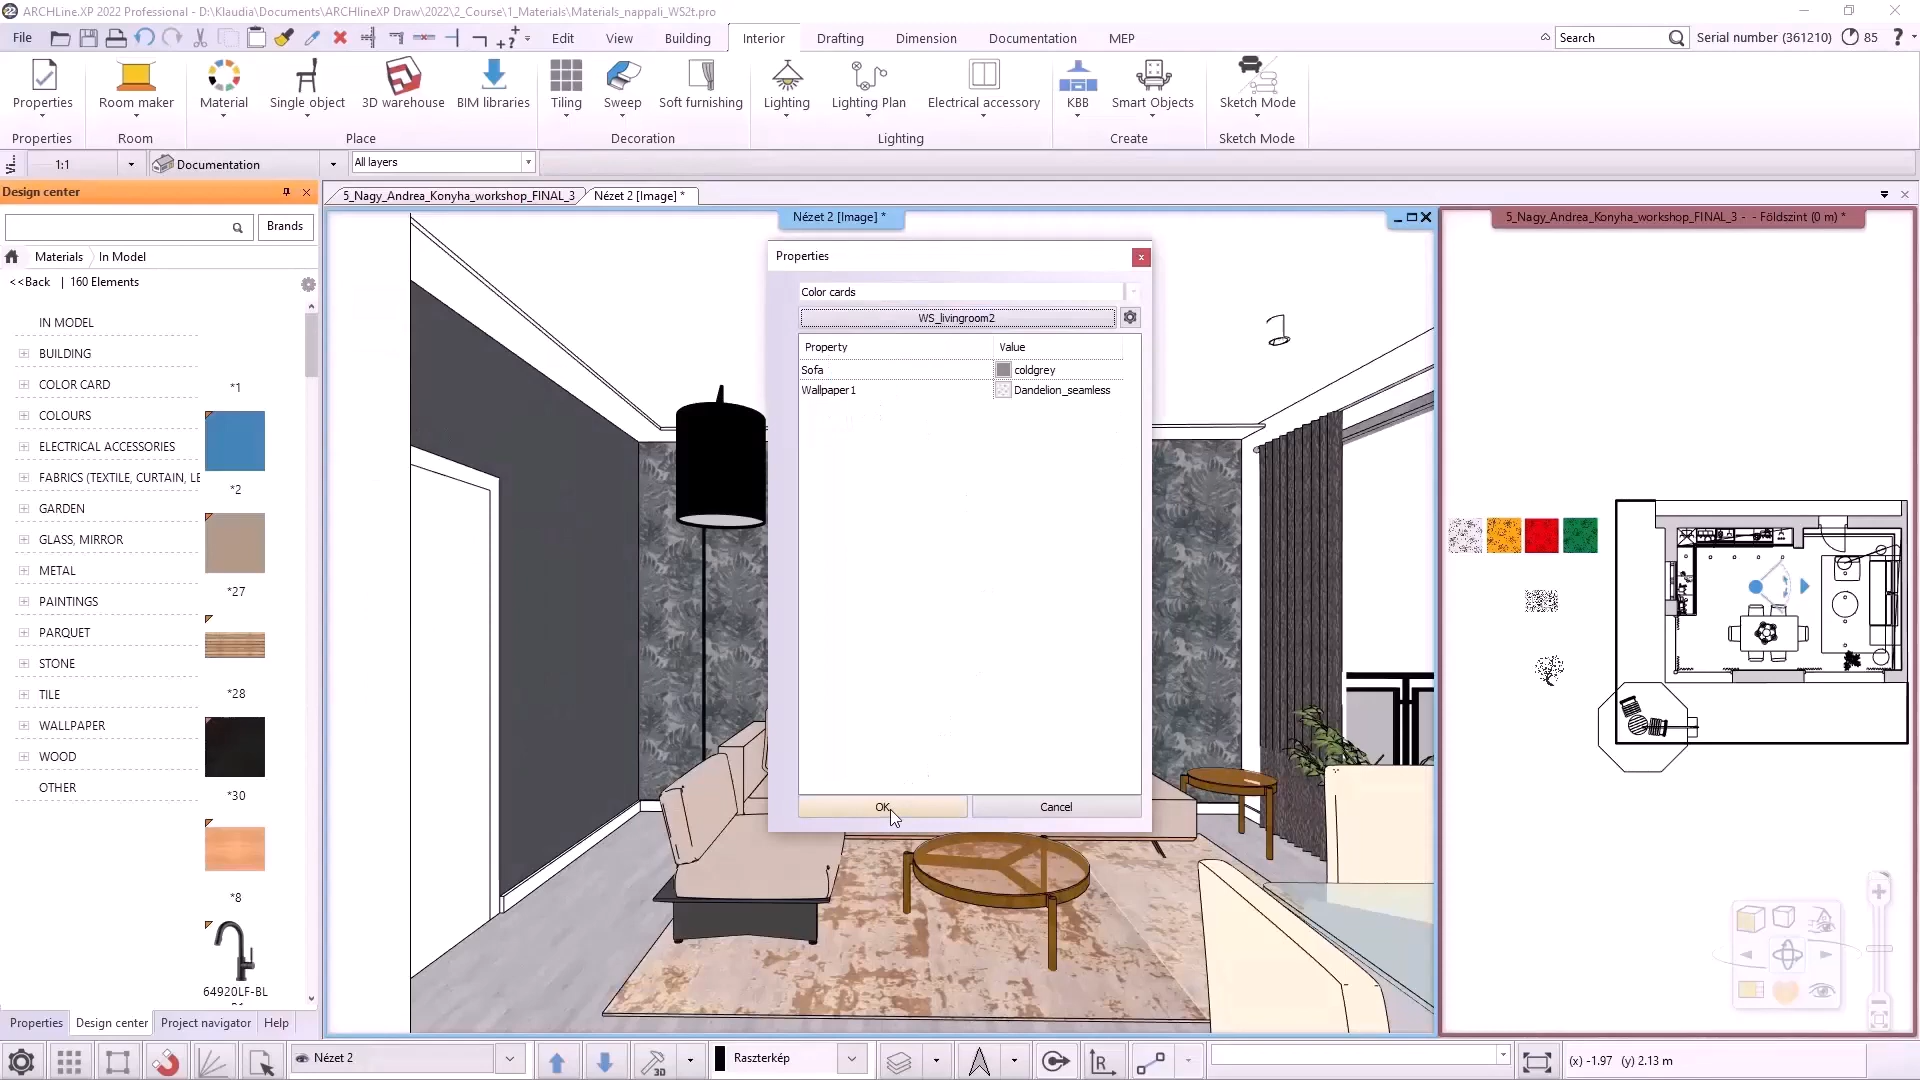 ARCHLine.XP 2022 Professional - D:\Klaudia\Documents\ARCHlineXP Draw\2022\2_Course\1_Materials\Materials_nappali_WS2t.pro
File
Edit
View
Building
Interior
Drafting
Dimension
Documentation
MEP
Search
Serial number (361210)
85
?
Properties
Room maker
Material
Single object
3D warehouse
BIM libraries
Tiling
Sweep
Soft furnishing
Lighting
Lighting Plan
Electrical accessory
KBB
Smart Objects
Sketch Mode
Properties
Room
Place
Decoration
Lighting
Create
Sketch Mode
1:1
Documentation
All layers
Design center
5_Nagy_Andrea_Konyha_workshop_FINAL_3
Nézet 2 [Image] *
Brands
Nézet 2 [Image] *
5_Nagy_Andrea_Konyha_workshop_FINAL_3 - - Földszint (0 m) *
Materials
In Model
<<Back | 160 Elements
IN MODEL
BUILDING
COLOR CARD
COLOURS
ELECTRICAL ACCESSORIES
FABRICS (TEXTILE, CURTAIN, LE
GARDEN
GLASS, MIRROR
METAL
PAINTINGS
PARQUET
STONE
TILE
WALLPAPER
WOOD
OTHER
*1
*2
*27
*28
*30
*8
64920LF-BL
Properties
Color cards
WS_livingroom2
Property
Value
Sofa
coldgrey
Wallpaper1
Dandelion_seamless
OK
Cancel
Properties
Design center
Project navigator
Help
Nézet 2
3D
Raszterkép
(x) -1.97 (y) 2.13 m